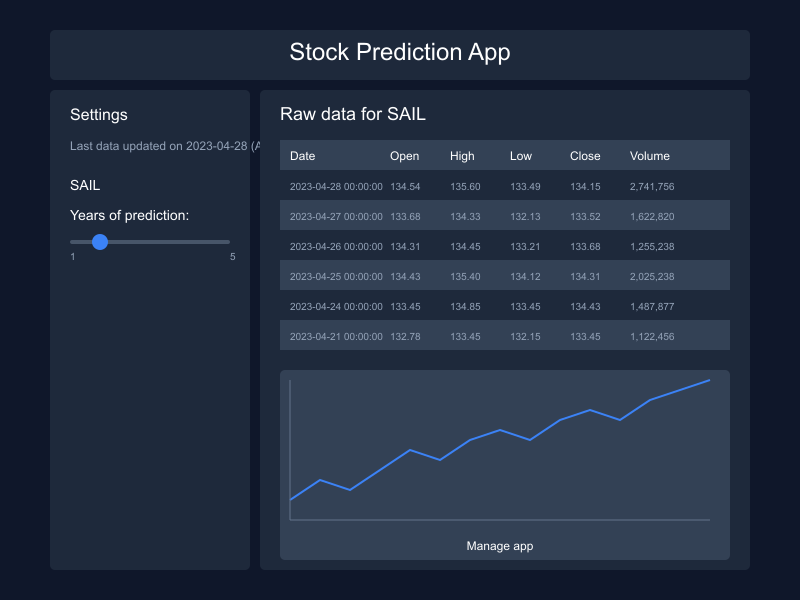 Stock Prediction App
Settings
Last data updated on 2023-04-28 (A
SAIL
Years of prediction:
1 5
Raw data for SAIL
Date Open High Low Close Volume
2023-04-28 00:00:00 134.54 135.60 133.49 134.15 2,741,756
2023-04-27 00:00:00 133.68 134.33 132.13 133.52 1,622,820
2023-04-26 00:00:00 134.31 134.45 133.21 133.68 1,255,238
2023-04-25 00:00:00 134.43 135.40 134.12 134.31 2,025,238
2023-04-24 00:00:00 133.45 134.85 133.45 134.43 1,487,877
2023-04-21 00:00:00 132.78 133.45 132.15 133.45 1,122,456
Manage app